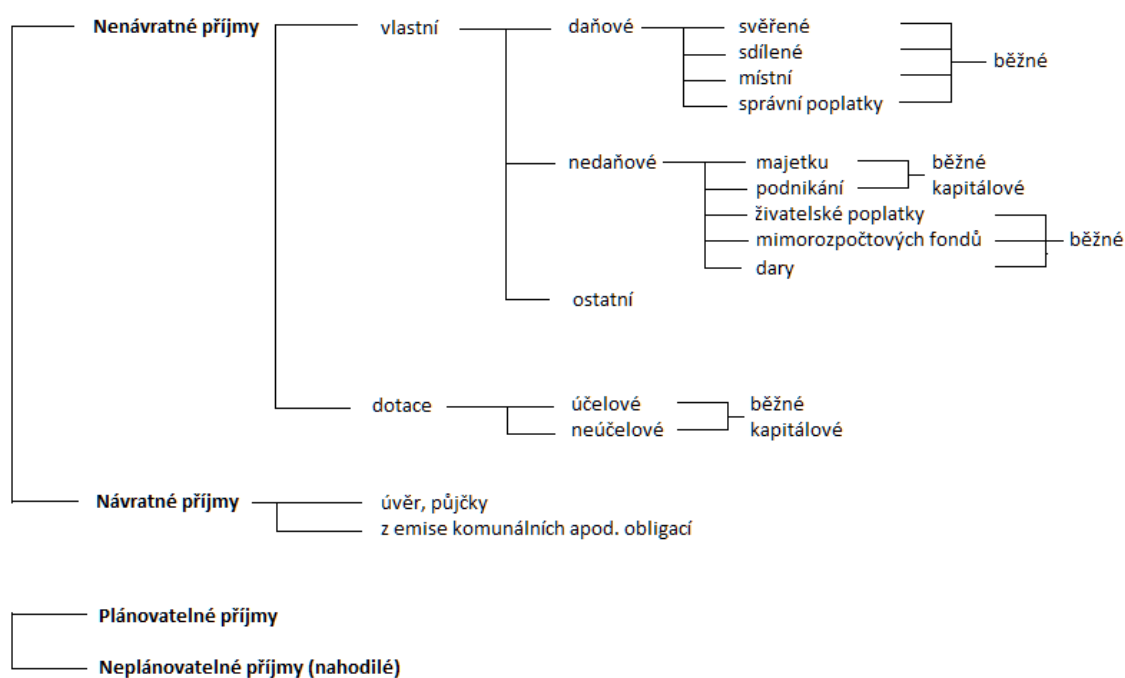 Nenávratné příjmy vlastní daňové svěřené
sdílené běžné
místní
správní poplatky
nedaňové majetku běžné
podnikání kapitálové
živatelské poplatky
mimorozpočtových fondů běžné
dary
ostatní
dotace účelové běžné
neúčelové kapitálové
Návratné příjmy úvěr, půjčky
z emise komunálních apod. obligací
Plánovatelné příjmy
Neplánovatelné příjmy (nahodilé)